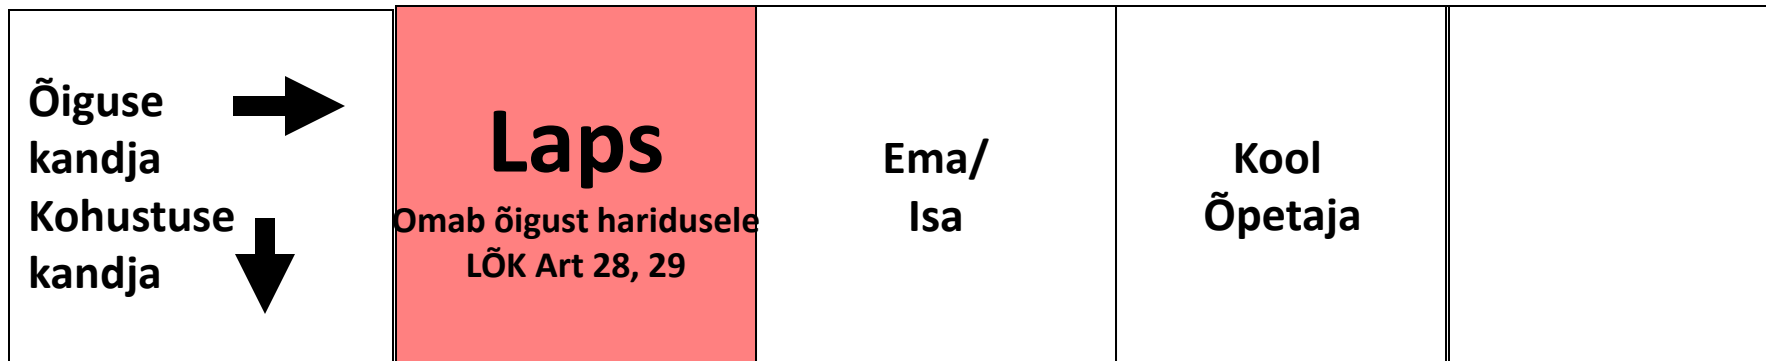 Õiguse
kandja
Kohustuse
kandja
Laps
Omab õigust haridusele
LÕK Art 28, 29
Ema/
Isa
Kool
Õpetaja